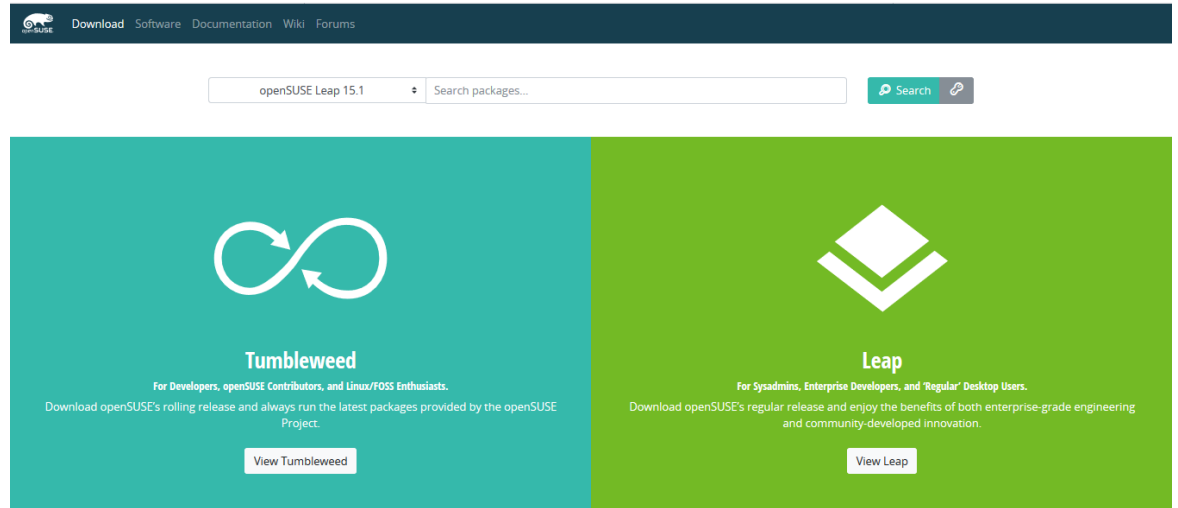 openSUSE
Download Software Documentation Wiki Forums
openSUSE Leap 15.1
Search packages...
Search
Tumbleweed
For Developers, openSUSE Contributors, and Linux/FOSS Enthusiasts.
Download openSUSE's rolling release and always run the latest packages provided by the openSUSE
Project.
View Tumbleweed
Leap
For Sysadmins, Enterprise Developers, and ‘Regular’ Desktop Users.
Download openSUSE's regular release and enjoy the benefits of both enterprise-grade engineering
and community-developed innovation.
View Leap